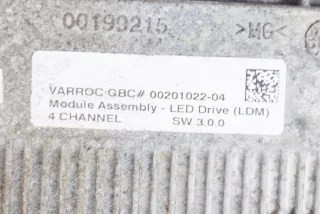 00199215
>MG<
VARROC GBC# 00201022-04
Module Assembly - LED Drive (LDM)
4 CHANNEL SW 3.0.0